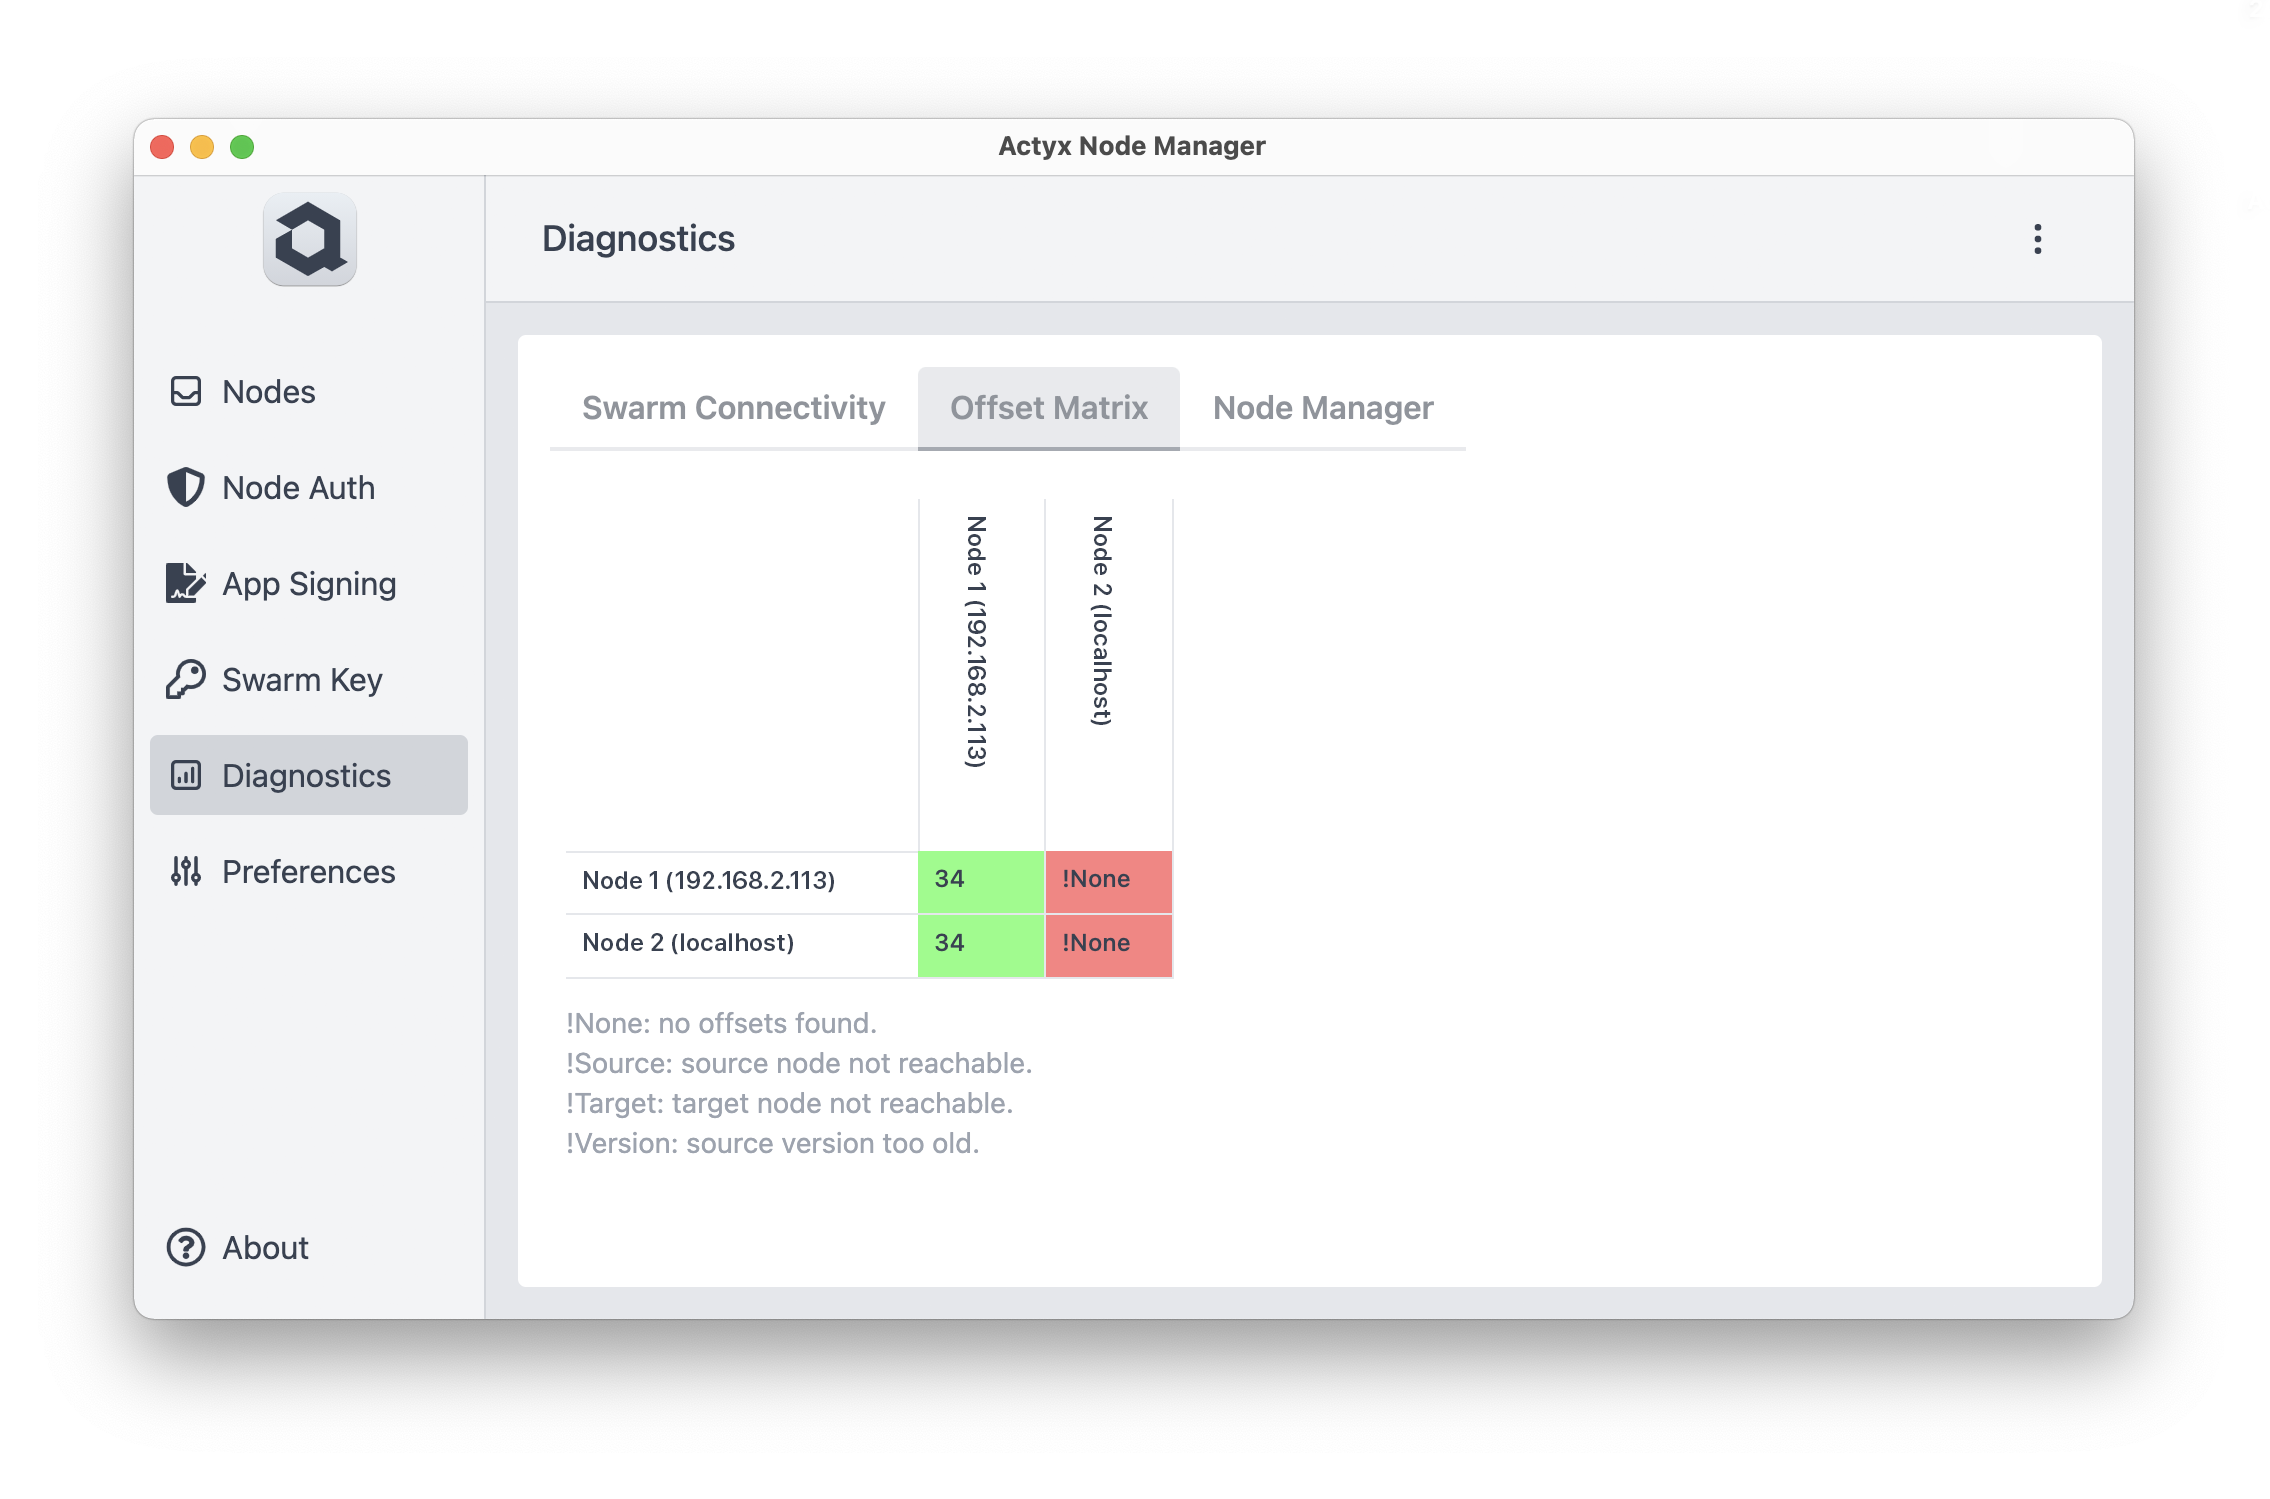 Actyx Node Manager
Diagnostics
Nodes
Node Auth
App Signing
Swarm Key
Diagnostics
Preferences
About
Swarm Connectivity
Offset Matrix
Node Manager
Node 1 (192.168.2.113)
Node 2 (localhost)
Node 1 (192.168.2.113) 34 !None
Node 2 (localhost) 34 !None
!None: no offsets found.
!Source: source node not reachable.
!Target: target node not reachable.
!Version: source version too old.